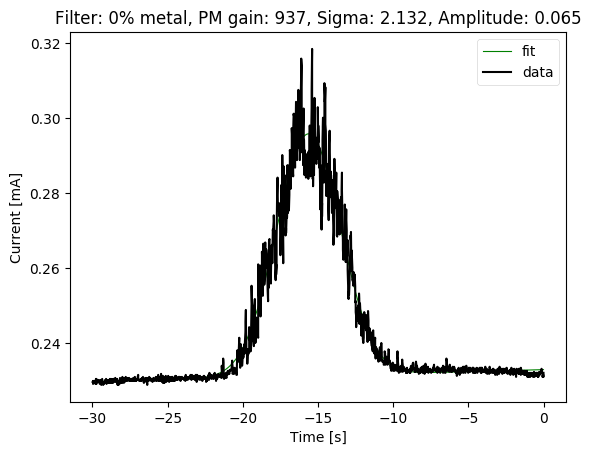 Filter: 0% metal, PM gain: 937, Sigma: 2.132, Amplitude: 0.065
0.32
fit
data
0.30
0.28
Current [mA]
0.26
0.24
−30
−25
−20
−15
−10
−5
0
Time [s]